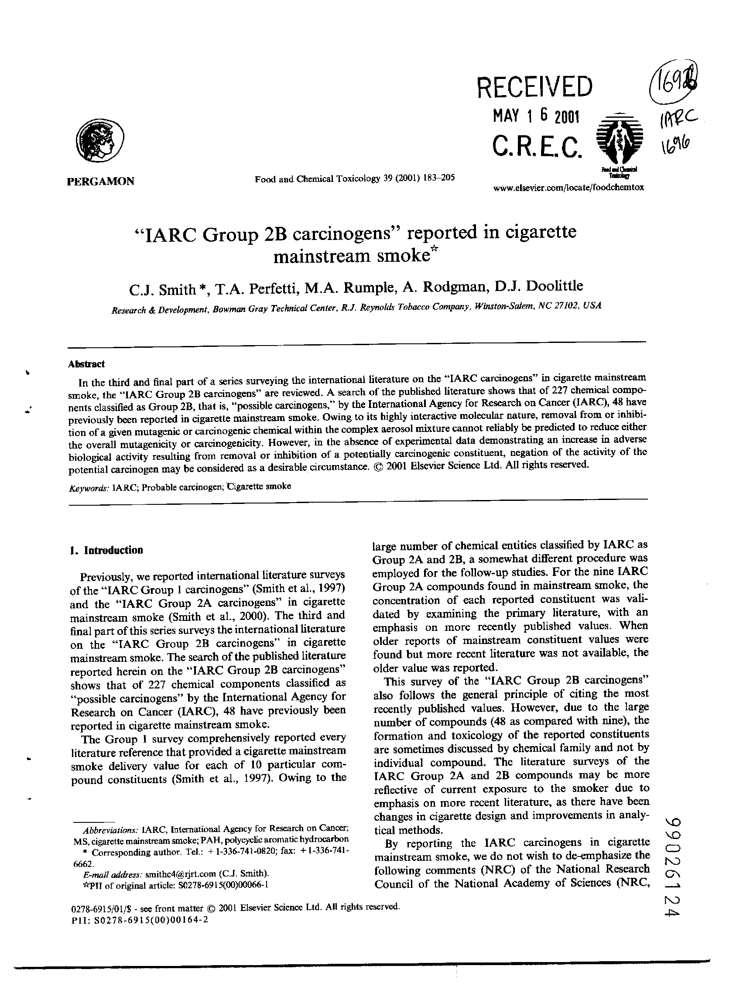 RECEIVED
MAY 16 2001
C.R.E.C.
IARC
1696
PERGAMON
Food and Chemical Toxicology 39 (2001) 183–205
Food and Chemical
Toxicology
www.elsevier.com/locate/foodchemtox
“IARC Group 2B carcinogens” reported in cigarette
mainstream smoke☆
C.J. Smith *, T.A. Perfetti, M.A. Rumple, A. Rodgman, D.J. Doolittle
Research & Development, Bowman Gray Technical Center, R.J. Reynolds Tobacco Company, Winston-Salem, NC 27102, USA
Abstract
In the third and final part of a series surveying the international literature on the “IARC carcinogens” in cigarette mainstream
smoke, the “IARC Group 2B carcinogens” are reviewed. A search of the published literature shows that of 227 chemical compo-
nents classified as Group 2B, that is, “possible carcinogens,” by the International Agency for Research on Cancer (IARC), 48 have
previously been reported in cigarette mainstream smoke. Owing to its highly interactive molecular nature, removal from or inhibi-
tion of a given mutagenic or carcinogenic chemical within the complex aerosol mixture cannot reliably be predicted to reduce either
the overall mutagenicity or carcinogenicity. However, in the absence of experimental data demonstrating an increase in adverse
biological activity resulting from removal or inhibition of a potentially carcinogenic constituent, negation of the activity of the
potential carcinogen may be considered as a desirable circumstance. © 2001 Elsevier Science Ltd. All rights reserved.
Keywords: IARC; Probable carcinogen; Cigarette smoke
1. Introduction
Previously, we reported international literature surveys
of the “IARC Group 1 carcinogens” (Smith et al., 1997)
and the “IARC Group 2A carcinogens” in cigarette
mainstream smoke (Smith et al., 2000). The third and
final part of this series surveys the international literature
on the “IARC Group 2B carcinogens” in cigarette
mainstream smoke. The search of the published literature
reported herein on the “IARC Group 2B carcinogens”
shows that of 227 chemical components classified as
“possible carcinogens” by the International Agency for
Research on Cancer (IARC), 48 have previously been
reported in cigarette mainstream smoke.
The Group 1 survey comprehensively reported every
literature reference that provided a cigarette mainstream
smoke delivery value for each of 10 particular com-
pound constituents (Smith et al., 1997). Owing to the
Abbreviations: IARC, International Agency for Research on Cancer;
MS, cigarette mainstream smoke; PAH, polycyclic aromatic hydrocarbon
* Corresponding author. Tel.: +1-336-741-0820; fax: +1-336-741-
6662.
E-mail address: smithc4@rjrt.com (C.J. Smith).
☆PII of original article: S0278-6915(00)00066-1
large number of chemical entities classified by IARC as
Group 2A and 2B, a somewhat different procedure was
employed for the follow-up studies. For the nine IARC
Group 2A compounds found in mainstream smoke, the
concentration of each reported constituent was vali-
dated by examining the primary literature, with an
emphasis on more recently published values. When
older reports of mainstream constituent values were
found but more recent literature was not available, the
older value was reported.
This survey of the “IARC Group 2B carcinogens”
also follows the general principle of citing the most
recently published values. However, due to the large
number of compounds (48 as compared with nine), the
formation and toxicology of the reported constituents
are sometimes discussed by chemical family and not by
individual compound. The literature surveys of the
IARC Group 2A and 2B compounds may be more
reflective of current exposure to the smoker due to
emphasis on more recent literature, as there have been
changes in cigarette design and improvements in analy-
tical methods.
By reporting the IARC carcinogens in cigarette
mainstream smoke, we do not wish to de-emphasize the
following comments (NRC) of the National Research
Council of the National Academy of Sciences (NRC,
0278-6915/01/$ - see front matter © 2001 Elsevier Science Ltd. All rights reserved.
PII: S0278-6915(00)00164-2
99026124